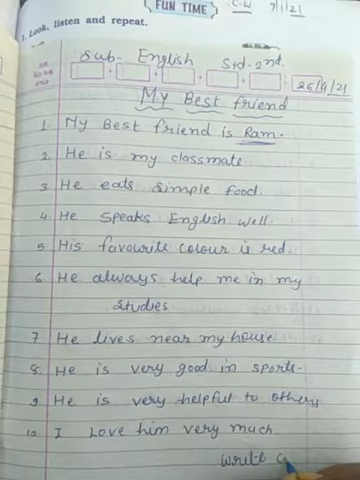 FUN TIME
C.W 7/1/21
1. Look, listen and repeat.
Sub- English Std-2nd.
26/4/21
My Best friend
1. My Best friend is Ram.
2. He is my classmate
3 He eats simple food.
4. He speaks English well.
5 His favourite colour is red.
6. He always help me in my
studies
7 He lives near my house.
8. He is very good in sports.
9 He is very helpful to others
10. I Love him very much.
Write